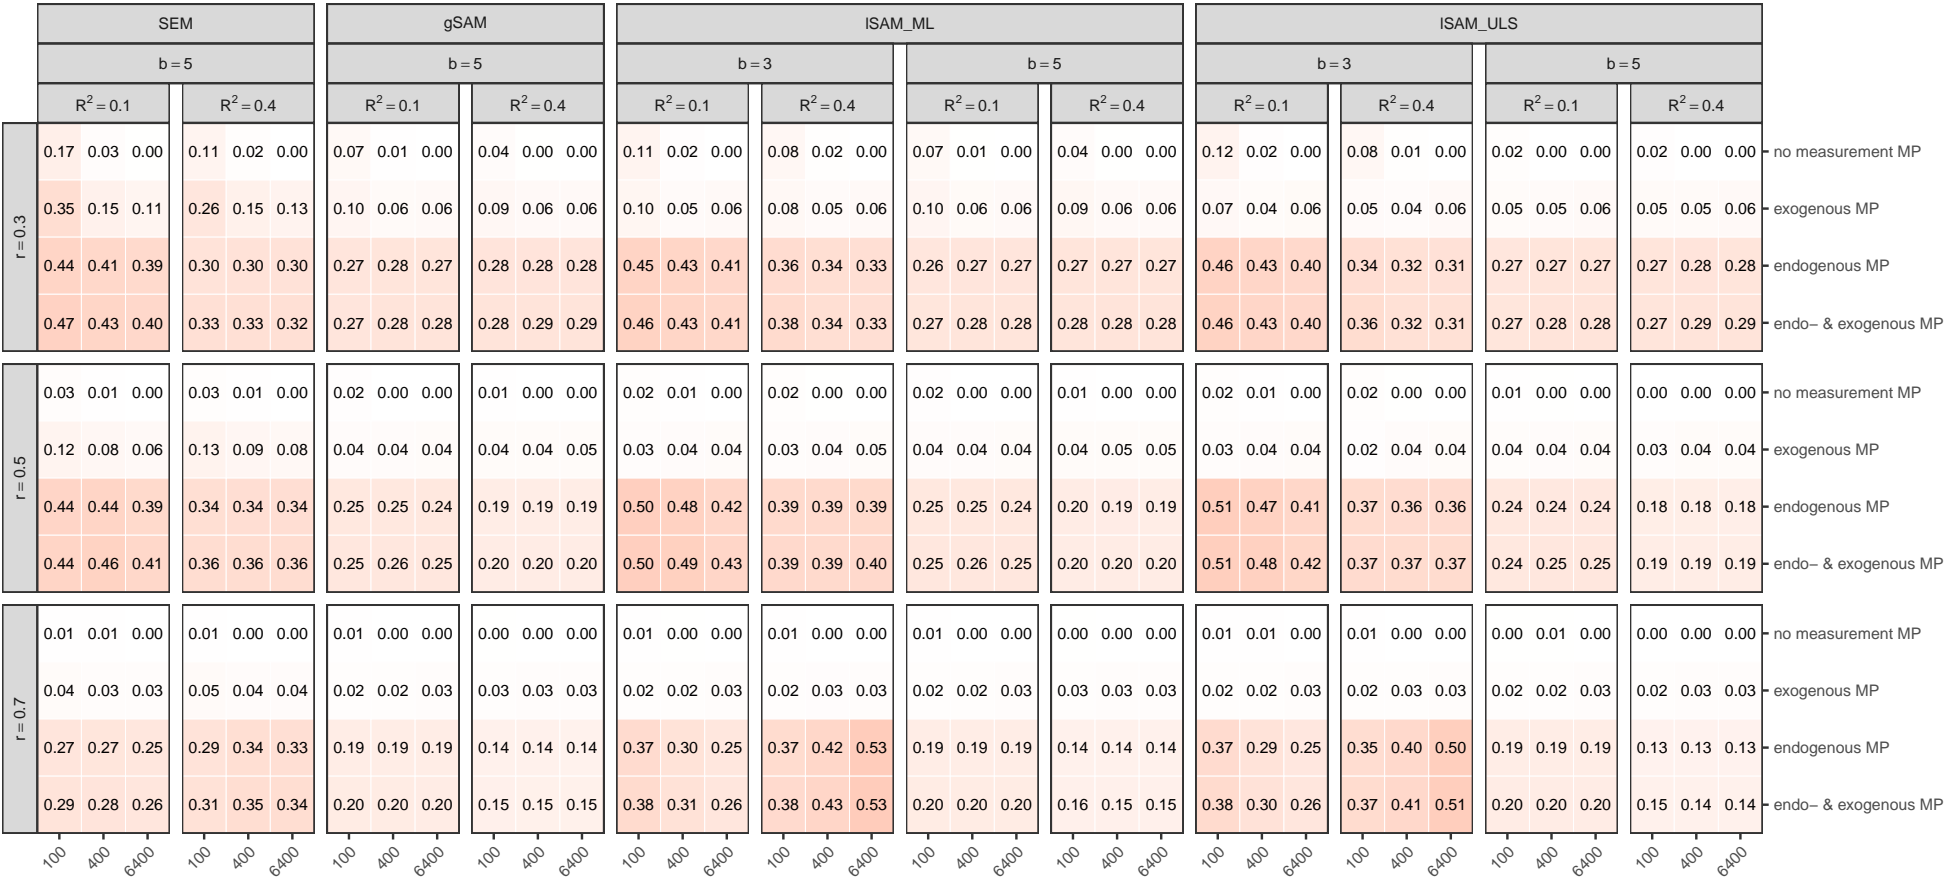 SEM gSAM lSAM_ML lSAM_ULS
b = 5 b = 5 b = 3 b = 5 b = 3 b = 5
R² = 0.1 R² = 0.4 R² = 0.1 R² = 0.4 R² = 0.1 R² = 0.4 R² = 0.1 R² = 0.4 R² = 0.1 R² = 0.4 R² = 0.1 R² = 0.4
r = 0.3
0.17 0.03 0.00 0.11 0.02 0.00 0.07 0.01 0.00 0.04 0.00 0.00 0.11 0.02 0.00 0.08 0.02 0.00 0.07 0.01 0.00 0.04 0.00 0.00 0.12 0.02 0.00 0.08 0.01 0.00 0.02 0.00 0.00 0.02 0.00 0.00 no measurement MP
0.35 0.15 0.11 0.26 0.15 0.13 0.10 0.06 0.06 0.09 0.06 0.06 0.10 0.05 0.06 0.08 0.05 0.06 0.10 0.06 0.06 0.09 0.06 0.06 0.07 0.04 0.06 0.05 0.04 0.06 0.05 0.05 0.06 0.05 0.05 0.06 exogenous MP
0.44 0.41 0.39 0.30 0.30 0.30 0.27 0.28 0.27 0.28 0.28 0.28 0.45 0.43 0.41 0.36 0.34 0.33 0.26 0.27 0.27 0.27 0.27 0.27 0.46 0.43 0.40 0.34 0.32 0.31 0.27 0.27 0.27 0.27 0.28 0.28 endogenous MP
0.47 0.43 0.40 0.33 0.33 0.32 0.27 0.28 0.28 0.28 0.29 0.29 0.46 0.43 0.41 0.38 0.34 0.33 0.27 0.28 0.28 0.28 0.28 0.28 0.46 0.43 0.40 0.36 0.32 0.31 0.27 0.28 0.28 0.27 0.29 0.29 endo− & exogenous MP
r = 0.5
0.03 0.01 0.00 0.03 0.01 0.00 0.02 0.00 0.00 0.01 0.00 0.00 0.02 0.01 0.00 0.02 0.00 0.00 0.02 0.00 0.00 0.01 0.00 0.00 0.02 0.01 0.00 0.02 0.00 0.00 0.01 0.00 0.00 0.00 0.00 0.00 no measurement MP
0.12 0.08 0.06 0.13 0.09 0.08 0.04 0.04 0.04 0.04 0.04 0.05 0.03 0.04 0.04 0.03 0.04 0.05 0.04 0.04 0.04 0.04 0.05 0.05 0.03 0.04 0.04 0.02 0.04 0.04 0.04 0.04 0.04 0.03 0.04 0.04 exogenous MP
0.44 0.44 0.39 0.34 0.34 0.34 0.25 0.25 0.24 0.19 0.19 0.19 0.50 0.48 0.42 0.39 0.39 0.39 0.25 0.25 0.24 0.20 0.19 0.19 0.51 0.47 0.41 0.37 0.36 0.36 0.24 0.24 0.24 0.18 0.18 0.18 endogenous MP
0.44 0.46 0.41 0.36 0.36 0.36 0.25 0.26 0.25 0.20 0.20 0.20 0.50 0.49 0.43 0.39 0.39 0.40 0.25 0.26 0.25 0.20 0.20 0.20 0.51 0.48 0.42 0.37 0.37 0.37 0.24 0.25 0.25 0.19 0.19 0.19 endo− & exogenous MP
r = 0.7
0.01 0.01 0.00 0.01 0.00 0.00 0.01 0.00 0.00 0.00 0.00 0.00 0.01 0.00 0.00 0.01 0.00 0.00 0.01 0.00 0.00 0.00 0.00 0.00 0.01 0.01 0.00 0.01 0.00 0.00 0.00 0.01 0.00 0.00 0.00 0.00 no measurement MP
0.04 0.03 0.03 0.05 0.04 0.04 0.02 0.02 0.03 0.03 0.03 0.03 0.02 0.02 0.03 0.02 0.03 0.03 0.02 0.02 0.03 0.03 0.03 0.03 0.02 0.02 0.03 0.02 0.03 0.03 0.02 0.02 0.03 0.02 0.03 0.03 exogenous MP
0.27 0.27 0.25 0.29 0.34 0.33 0.19 0.19 0.19 0.14 0.14 0.14 0.37 0.30 0.25 0.37 0.42 0.53 0.19 0.19 0.19 0.14 0.14 0.14 0.37 0.29 0.25 0.35 0.40 0.50 0.19 0.19 0.19 0.13 0.13 0.13 endogenous MP
0.29 0.28 0.26 0.31 0.35 0.34 0.20 0.20 0.20 0.15 0.15 0.15 0.38 0.31 0.26 0.38 0.43 0.53 0.20 0.20 0.20 0.16 0.15 0.15 0.38 0.30 0.26 0.37 0.41 0.51 0.20 0.20 0.20 0.15 0.14 0.14 endo− & exogenous MP
100 400 6400 100 400 6400 100 400 6400 100 400 6400 100 400 6400 100 400 6400 100 400 6400 100 400 6400 100 400 6400 100 400 6400 100 400 6400 100 400 6400